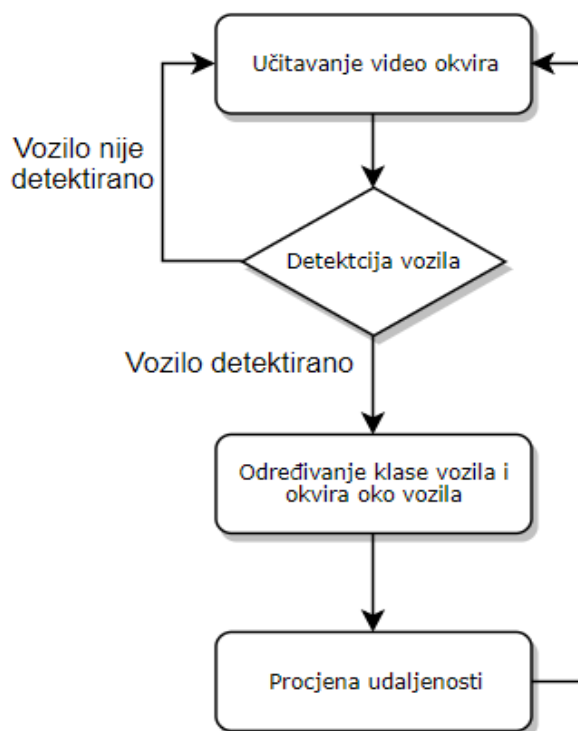 Učitavanje video okvira
Vozilo nije
detektirano
Detektcija vozila
Vozilo detektirano
Određivanje klase vozila i
okvira oko vozila
Procjena udaljenosti